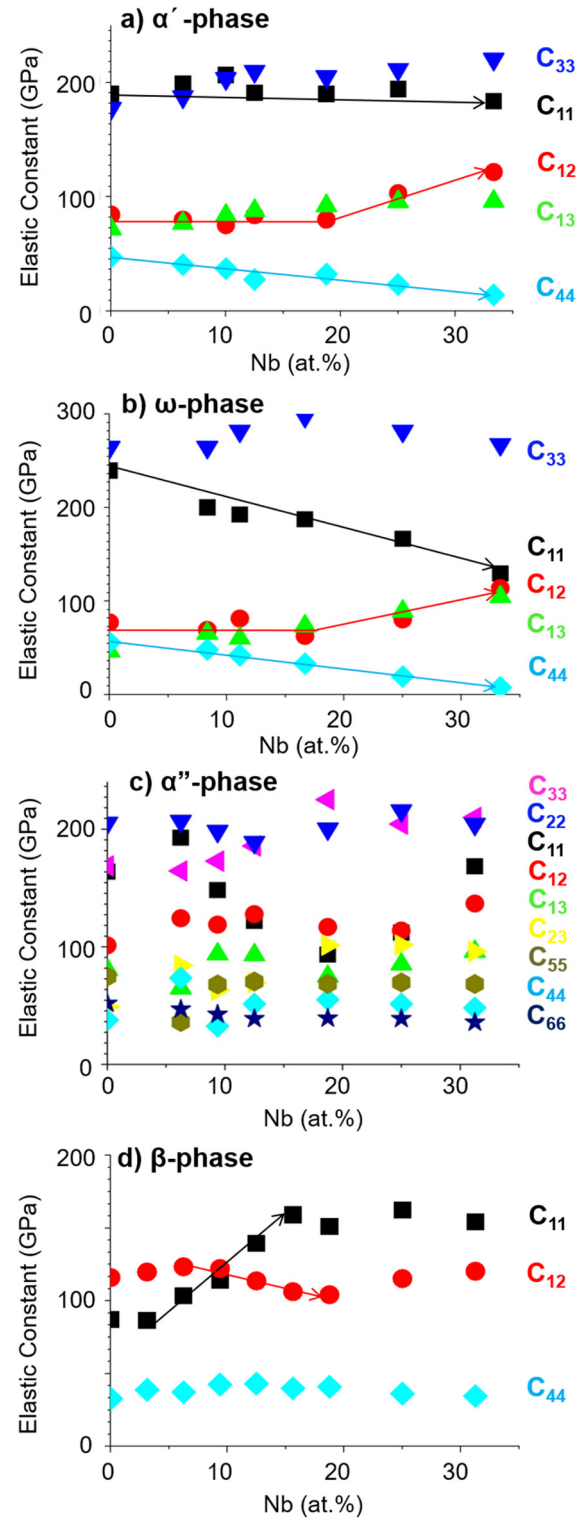 a) α´-phase
Elastic Constant (GPa)
200
100
0
0
10
20
30
Nb (at.%)
C33
C11
C12
C13
C44
b) ω-phase
Elastic Constant (GPa)
300
200
100
0
0
10
20
30
Nb (at.%)
C33
C11
C12
C13
C44
c) α”-phase
Elastic Constant (GPa)
200
100
0
0
10
20
30
Nb (at.%)
C33
C22
C11
C12
C13
C23
C55
C44
C66
d) β-phase
Elastic Constant (GPa)
200
100
0
0
10
20
30
Nb (at.%)
C11
C12
C44